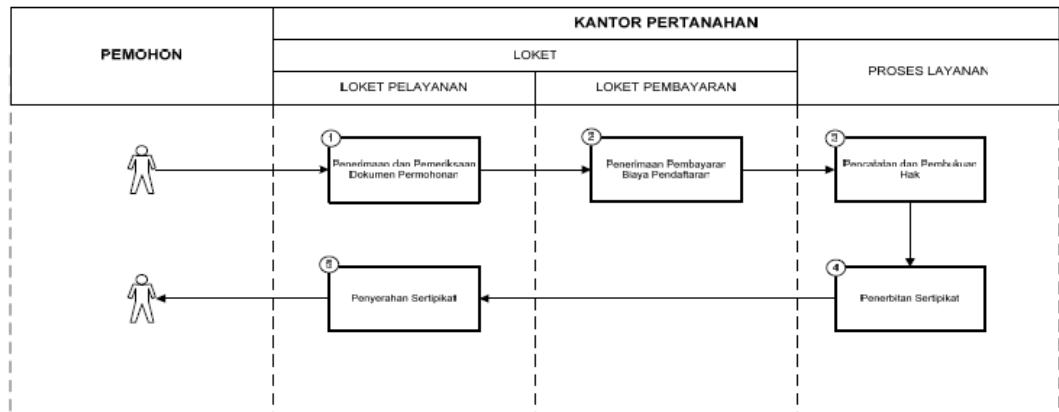 KANTOR PERTANAHAN
PEMOHON
LOKET
PROSES LAYANAN
LOKET PELAYANAN
LOKET PEMBAYARAN
1
Penerimaan dan Pemeriksaan
Dokumen Permohonan
2
Penerimaan Pembayaran
Biaya Pendaftaran
3
Pencatatan dan Pembukuan
Hak
5
Penyerahan Sertipikat
4
Penerbitan Sertipikat